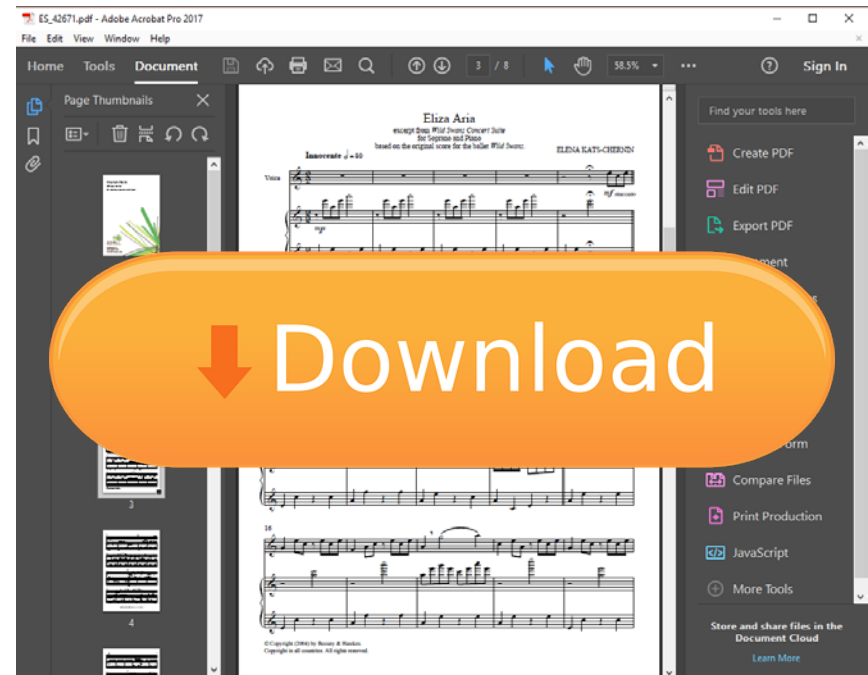 ES_42671.pdf - Adobe Acrobat Pro 2017
File Edit View Window Help
Home Tools Document
3 / 8
58.5%
Sign In
Page Thumbnails
3
4
Eliza Aria
excerpt from Wild Swans Concert Suite
for Soprano and Piano
based on the original score for the ballet Wild Swans
ELENA KATS-CHERNIN
Innocente
Voice
mf staccato
mp
16
© Copyright (2004) by Boosey & Hawkes
Copyright in all countries. All rights reserved.
Find your tools here
Create PDF
Edit PDF
Export PDF
Download
Compare Files
Print Production
JavaScript
More Tools
Store and share files in the
Document Cloud
Learn More